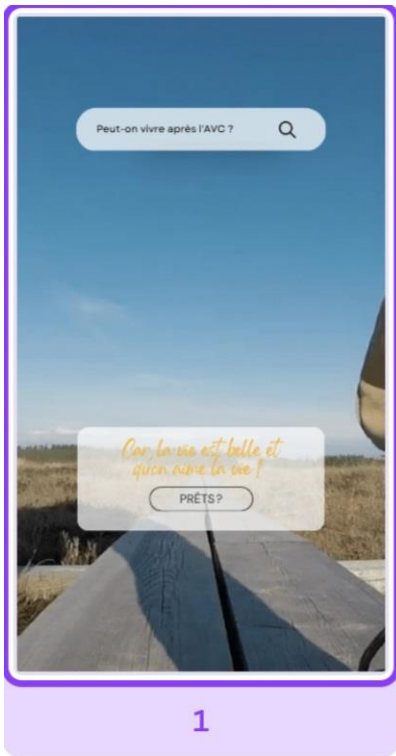 Peut-on vivre après l'AVC ?
Car la vie est belle et
qu'on aime la vie !
PRÊTS?
1